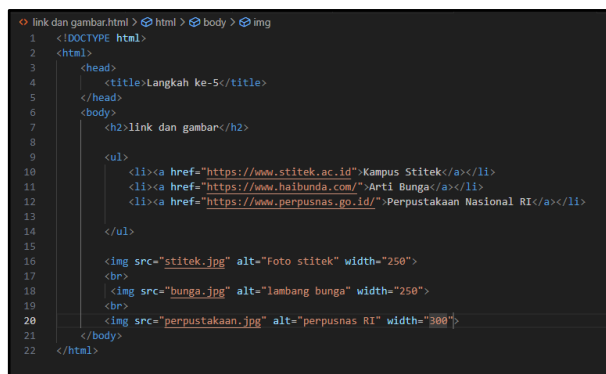 link dan gambar.html > html > body > img
1 <!DOCTYPE html>
2 <html>
3 <head>
4 <title>Langkah ke-5</title>
5 </head>
6 <body>
7 <h2>link dan gambar</h2>
8
9 <ul>
10 <li><a href="https://www.stitek.ac.id">Kampus Stitek</a></li>
11 <li><a href="https://www.haibunda.com/">Arti Bunga</a></li>
12 <li><a href="https://www.perpusnas.go.id/">Perpustakaan Nasional RI</a></li>
13
14 </ul>
15
16 <img src="stitek.jpg" alt="Foto stitek" width="250">
17 <br>
18 <img src="bunga.jpg" alt="lambang bunga" width="250">
19 <br>
20 <img src="perpustakaan.jpg" alt="perpusnas RI" width="300">
21 </body>
22 </html>